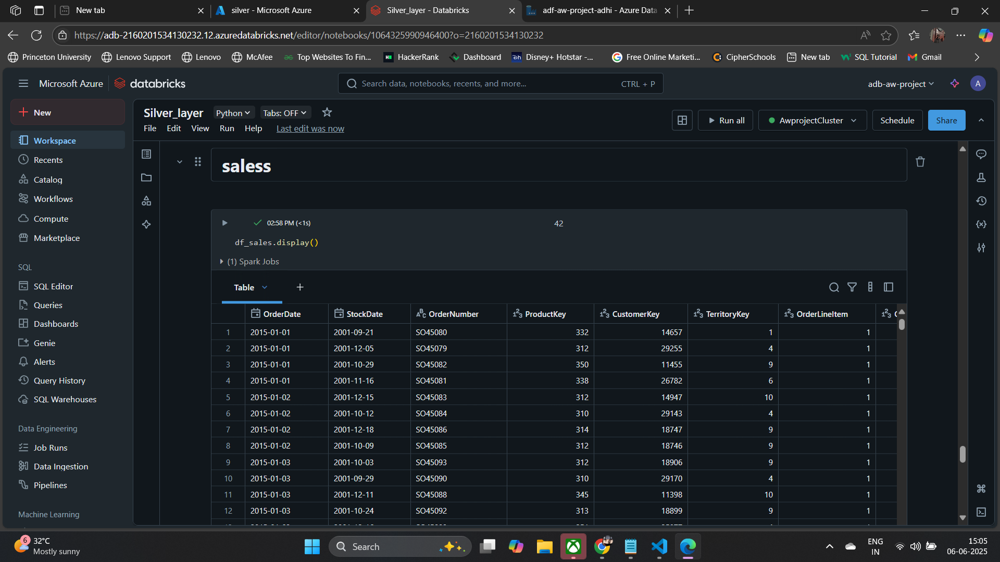 New tab
silver - Microsoft Azure
Silver_layer - Databricks
adf-aw-project-adhi - Azure Data
https://adb-2160201534130232.12.azuredatabricks.net/editor/notebooks/1064325990946400?o=2160201534130232
Princeton University
Lenovo Support
Lenovo
McAfee
Top Websites To Fin...
HackerRank
Dashboard
Disney+ Hotstar -...
Free Online Marketi...
CipherSchools
New tab
SQL Tutorial
Gmail
Microsoft Azure
databricks
Search data, notebooks, recents, and more...
CTRL + P
adb-aw-project
A
New
Workspace
Recents
Catalog
Workflows
Compute
Marketplace
SQL
SQL Editor
Queries
Dashboards
Genie
Alerts
Query History
SQL Warehouses
Data Engineering
Job Runs
Data Ingestion
Pipelines
Machine Learning
Silver_layer
Python
Tabs: OFF
File Edit View Run Help Last edit was now
Run all
AwprojectCluster
Schedule
Share
saless
02:58 PM (<1s)
42
df_sales.display()
(1) Spark Jobs
Table
OrderDate StockDate OrderNumber ProductKey CustomerKey TerritoryKey OrderLineItem
1 2015-01-01 2001-09-21 SO45080 332 14657 1 1
2 2015-01-01 2001-12-05 SO45079 312 29255 4 1
3 2015-01-01 2001-10-29 SO45082 350 11455 9 1
4 2015-01-01 2001-11-16 SO45081 338 26782 6 1
5 2015-01-02 2001-12-15 SO45083 312 14947 10 1
6 2015-01-02 2001-10-12 SO45084 310 29143 4 1
7 2015-01-02 2001-12-18 SO45086 314 18747 9 1
8 2015-01-02 2001-10-09 SO45085 312 18746 9 1
9 2015-01-03 2001-10-03 SO45093 312 18906 9 1
10 2015-01-03 2001-09-29 SO45090 310 29170 4 1
11 2015-01-03 2001-12-11 SO45088 345 11398 10 1
12 2015-01-03 2001-10-24 SO45092 313 18899 9 1
6
32°C
Mostly sunny
Search
ENG
IN
15:05
06-06-2025